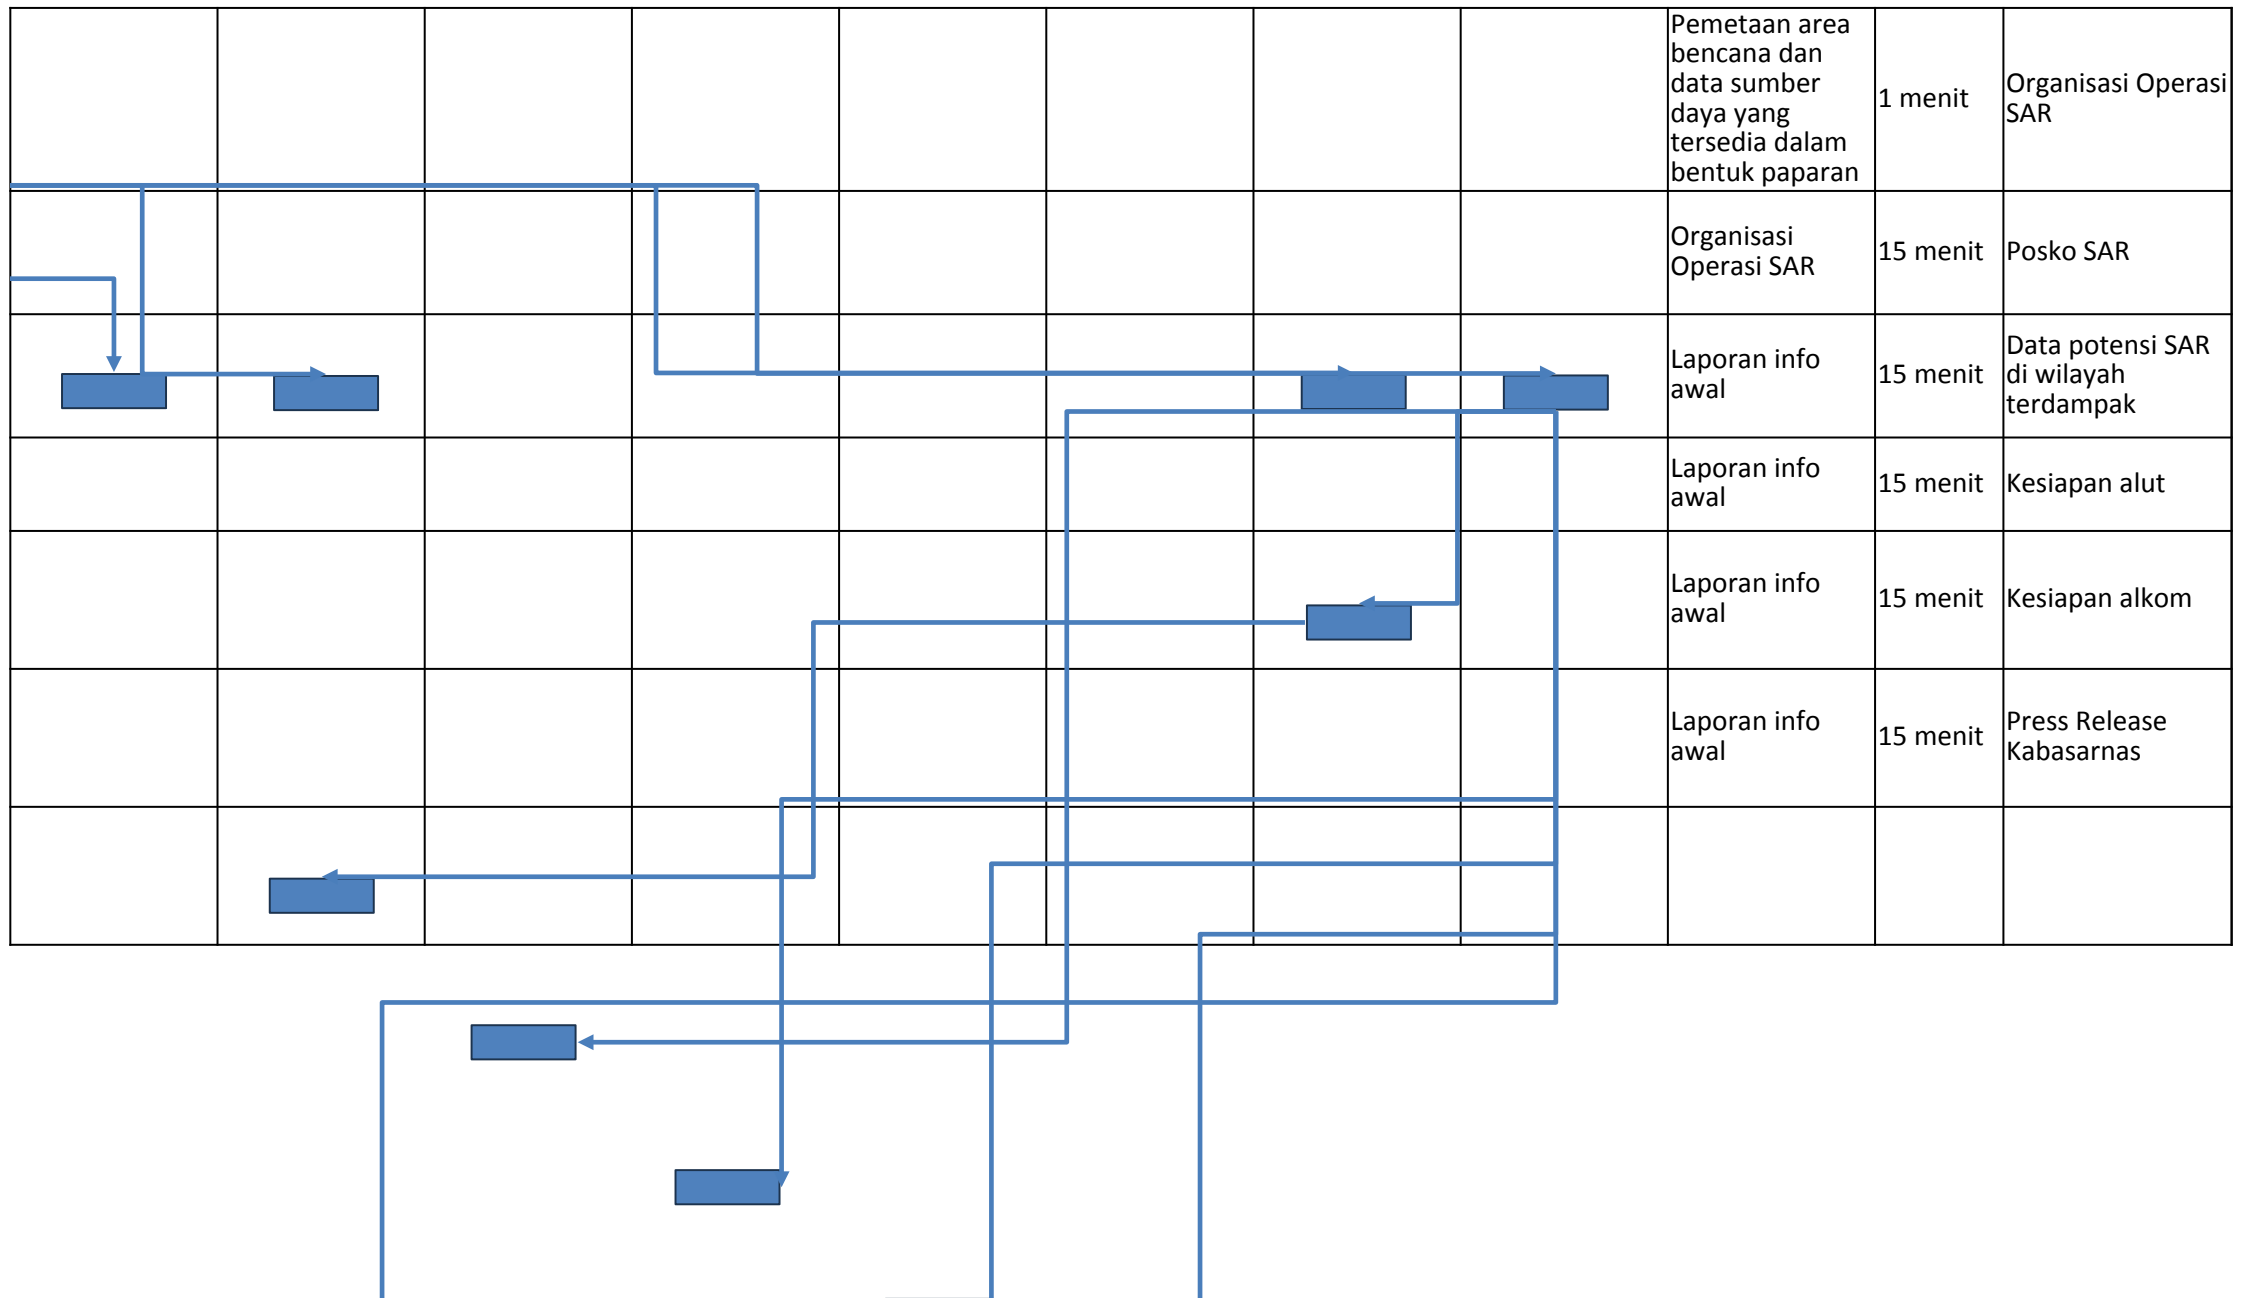 Pemetaan area
bencana dan
data sumber
daya yang
tersedia dalam
bentuk paparan
1 menit
Organisasi Operasi
SAR
Organisasi
Operasi SAR
15 menit
Posko SAR
Laporan info
awal
15 menit
Data potensi SAR
di wilayah
terdampak
Laporan info
awal
15 menit
Kesiapan alut
Laporan info
awal
15 menit
Kesiapan alkom
Laporan info
awal
15 menit
Press Release
Kabasarnas